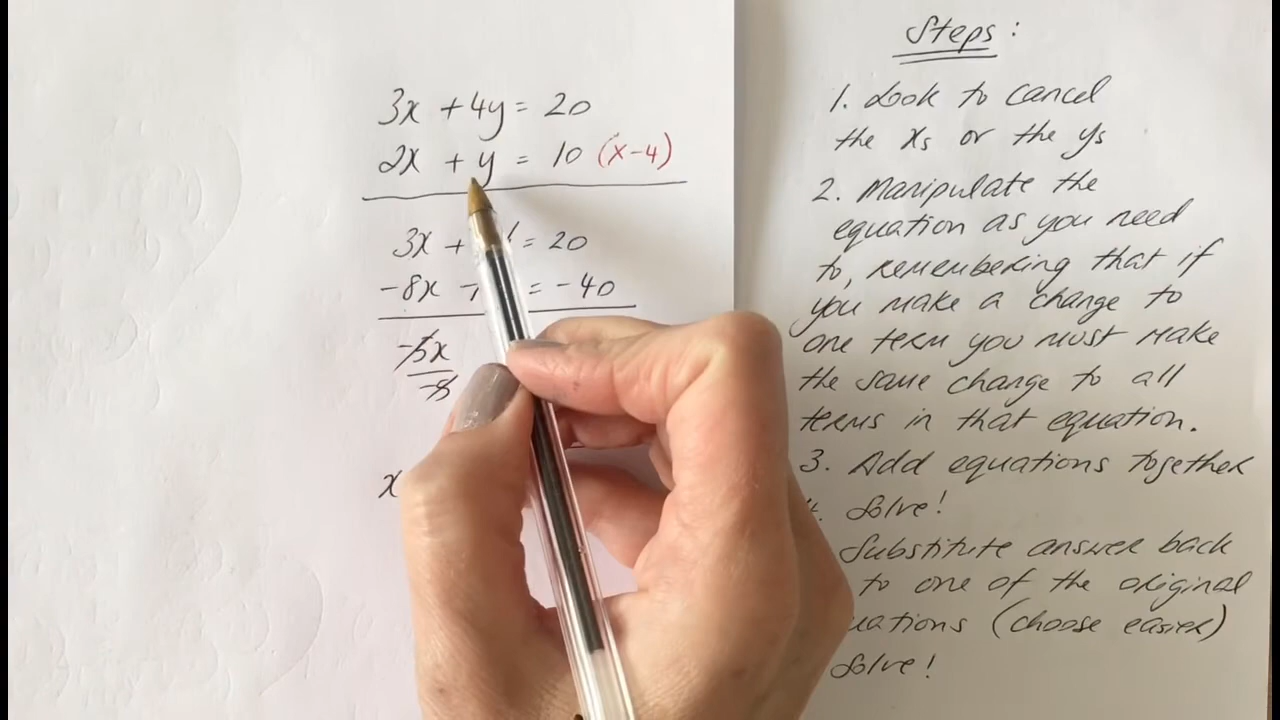 3x + 4y = 20
2x + y = 10 (x-4)
3x + = 20
-8x - = -40
-5x
-5
x
Steps :
1. Look to cancel
the xs or the ys
2. Manipulate the
equation as you need
to, remembering that if
you make a change to
one term you must make
the same change to all
terms in that equation.
3. Add equations together
4. Solve!
Substitute answer back
to one of the original
(choose easier)
Solve!